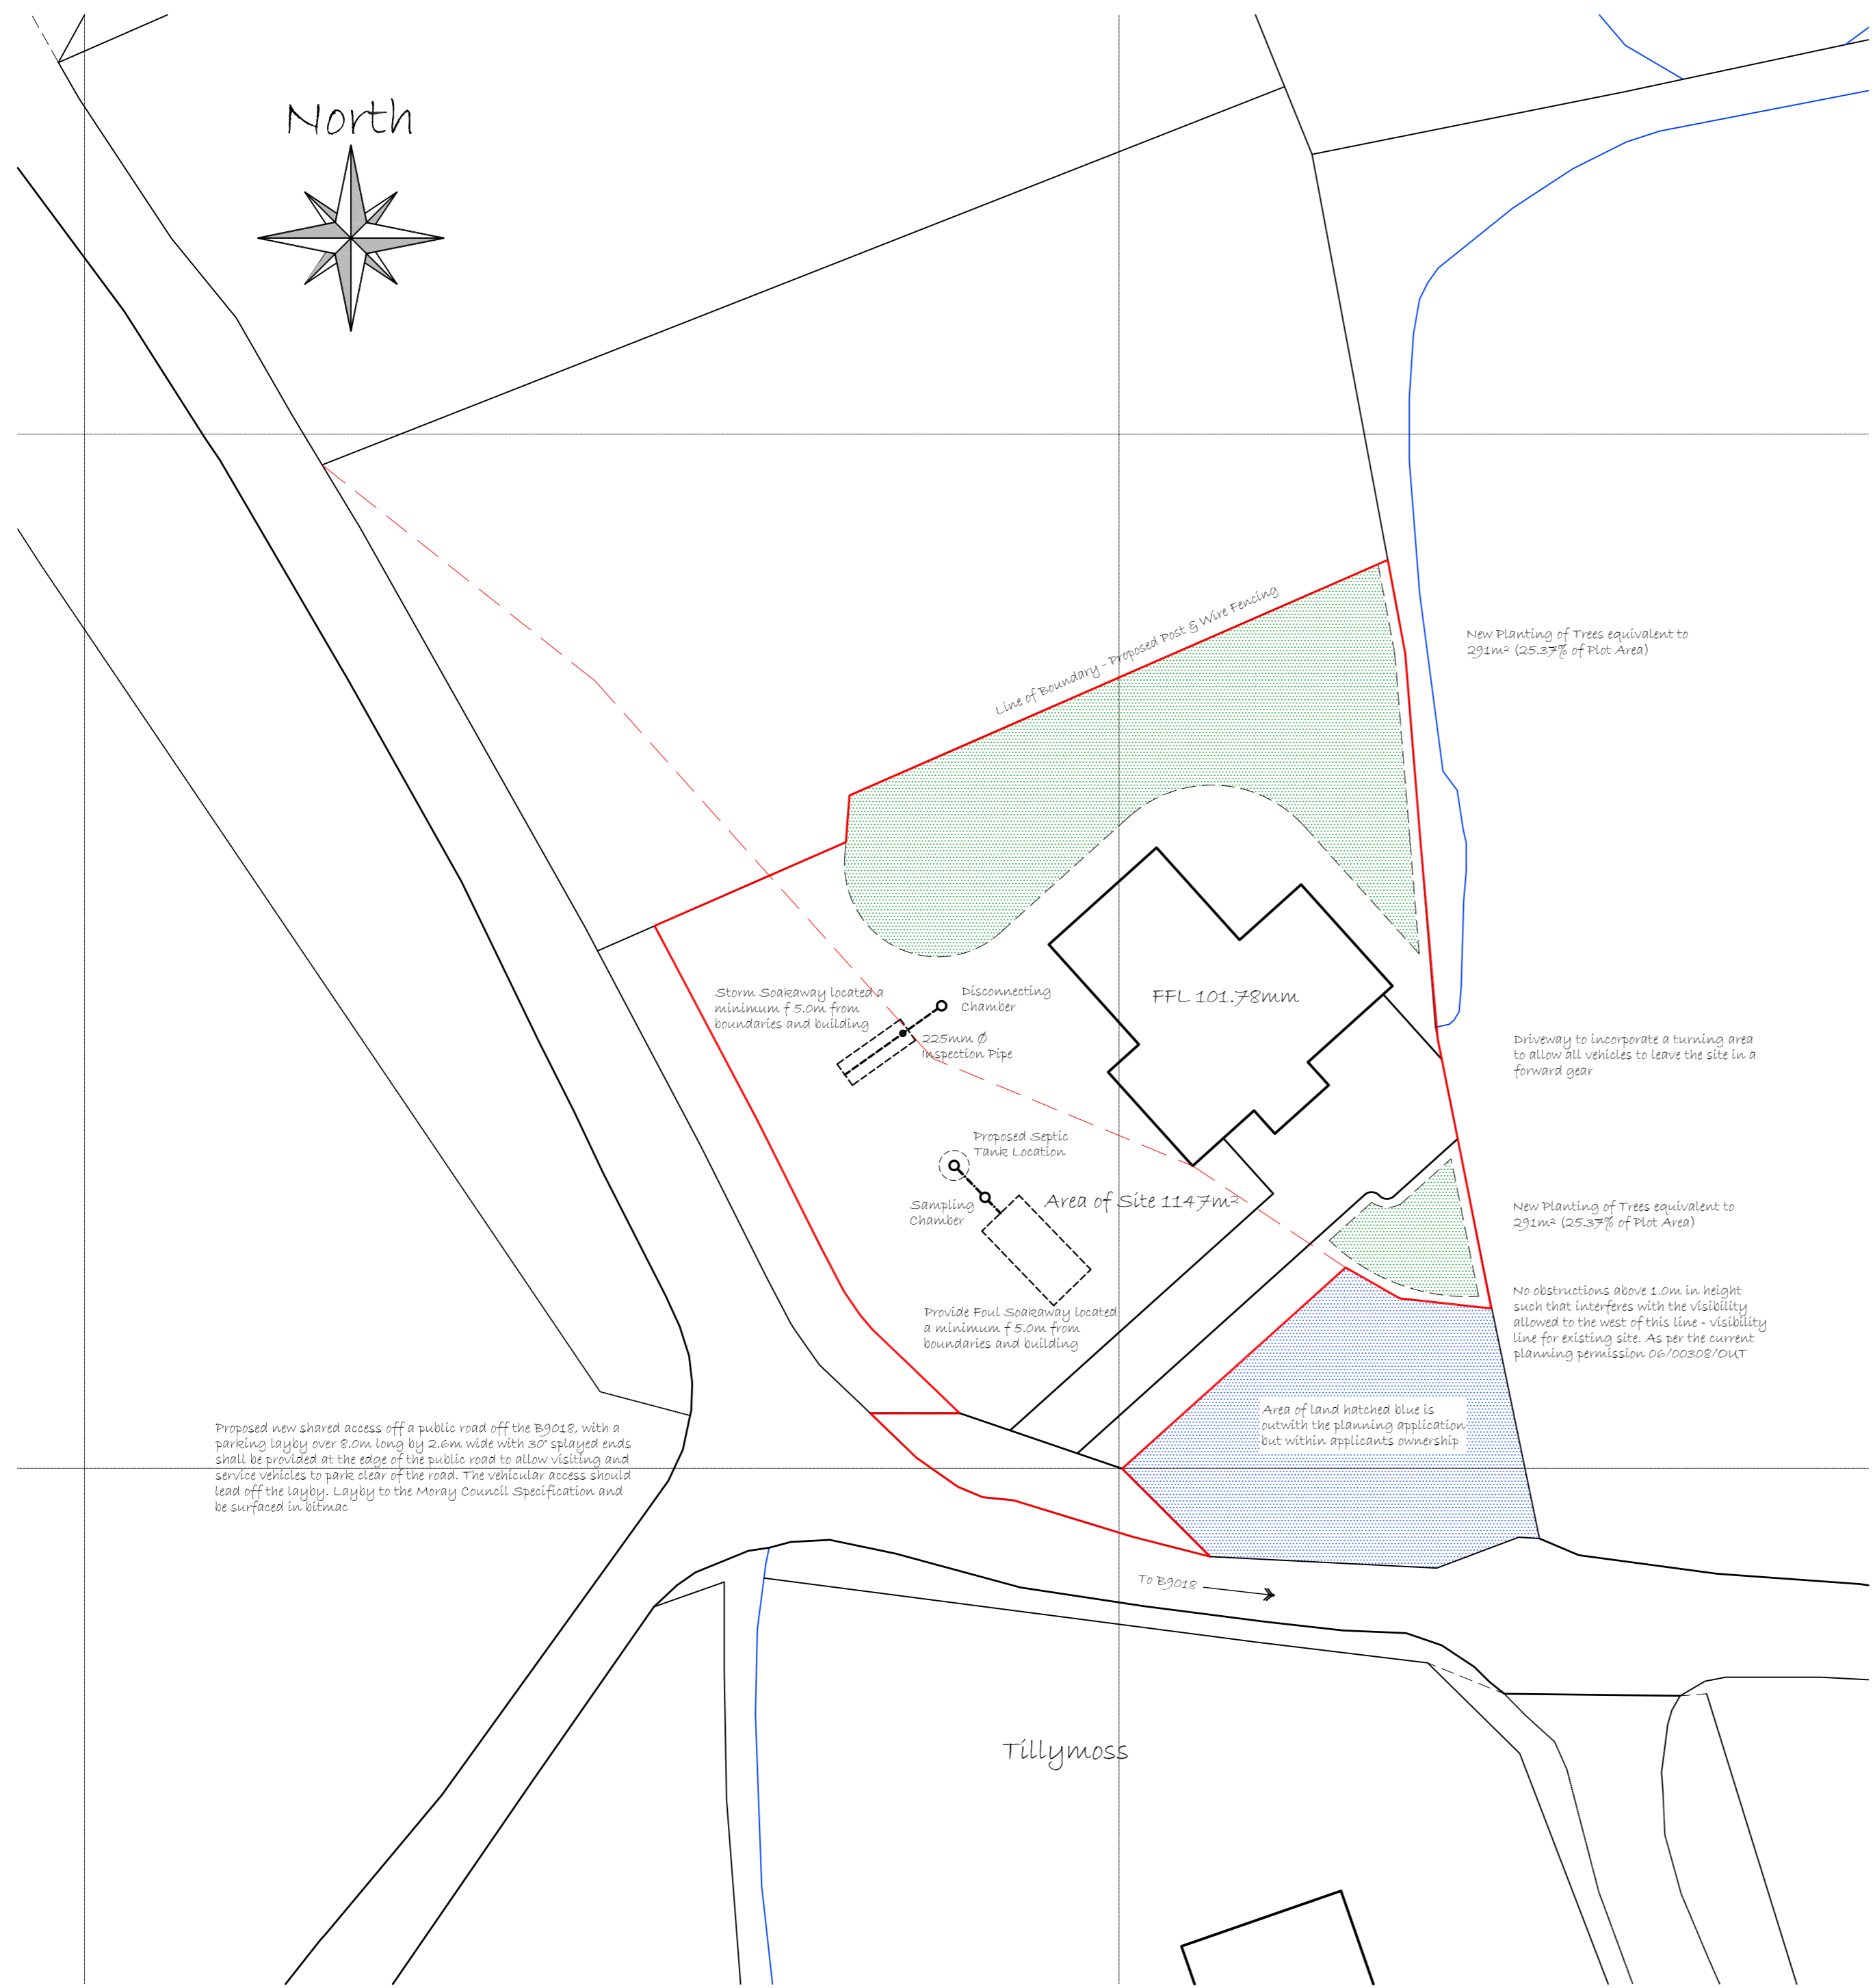 North
Line of Boundary - Proposed Post & Wire Fencing
New Planting of Trees equivalent to
291m² (25.37% of Plot Area)
Storm Soakaway located a
minimum f 5.0m from
boundaries and building
Disconnecting
Chamber
225mm Ø
Inspection Pipe
FFL 101.78mm
Driveway to incorporate a turning area
to allow all vehicles to leave the site in a
forward gear
Proposed Septic
Tank Location
Sampling
Chamber
Area of Site 1147m²
New Planting of Trees equivalent to
291m² (25.37% of Plot Area)
Provide Foul Soakaway located
a minimum f 5.0m from
boundaries and building
No obstructions above 1.0m in height
such that interferes with the visibility
allowed to the west of this line - visibility
line for existing site. As per the current
planning permission 06/00308/OUT
Area of land hatched blue is
outwith the planning application
but within applicants ownership
Proposed new shared access off a public road off the B9018, with a
parking layby over 8.0m long by 2.6m wide with 30° splayed ends
shall be provided at the edge of the public road to allow visiting and
service vehicles to park clear of the road. The vehicular access should
lead off the layby. Layby to the Moray Council Specification and
be surfaced in bitmac
To B9018
Tillymoss